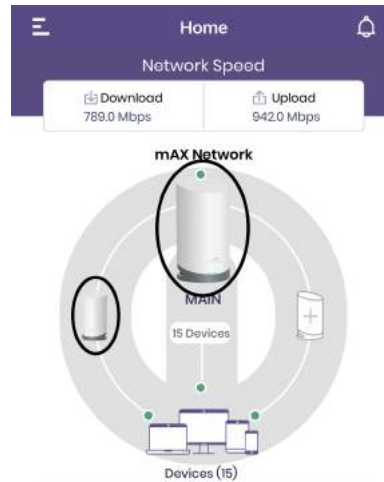 Home
Network Speed
Download
789.0 Mbps
Upload
942.0 Mbps
mAX Network
MAIN
15 Devices
Devices (15)